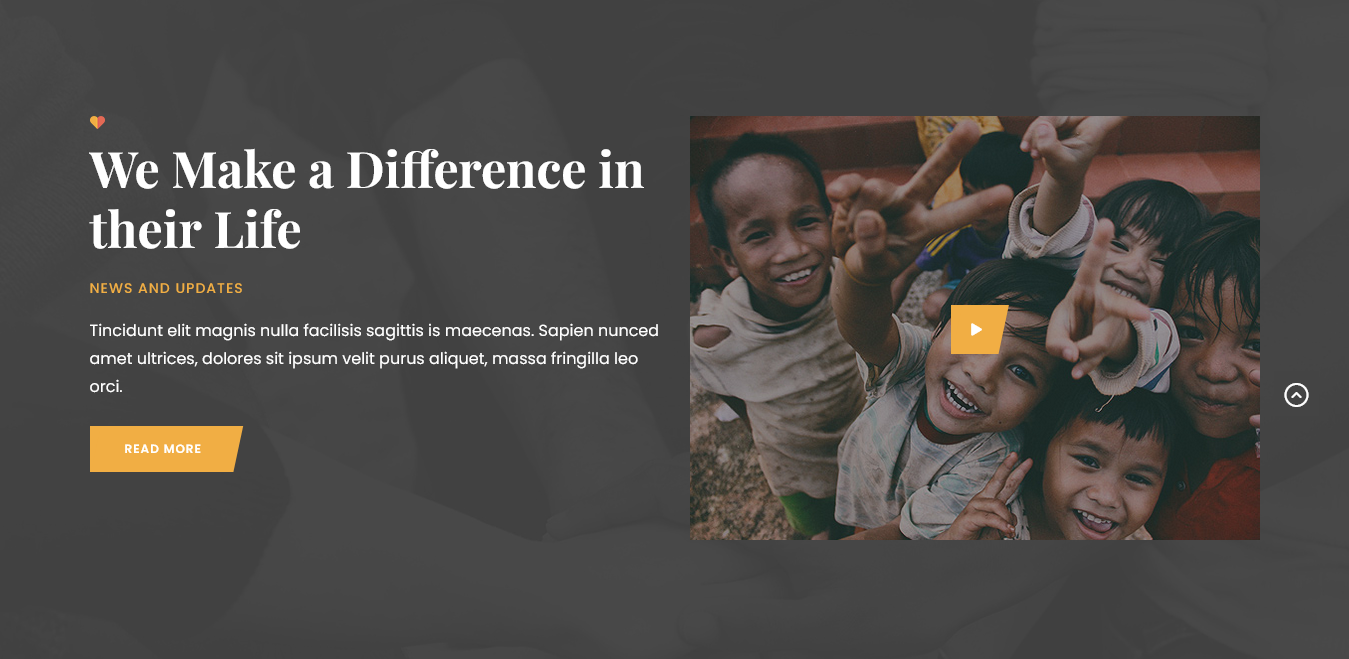 We Make a Difference in
their Life
NEWS AND UPDATES
Tincidunt elit magnis nulla facilisis sagittis is maecenas. Sapien nunced
amet ultrices, dolores sit ipsum velit purus aliquet, massa fringilla leo
orci.
READ MORE